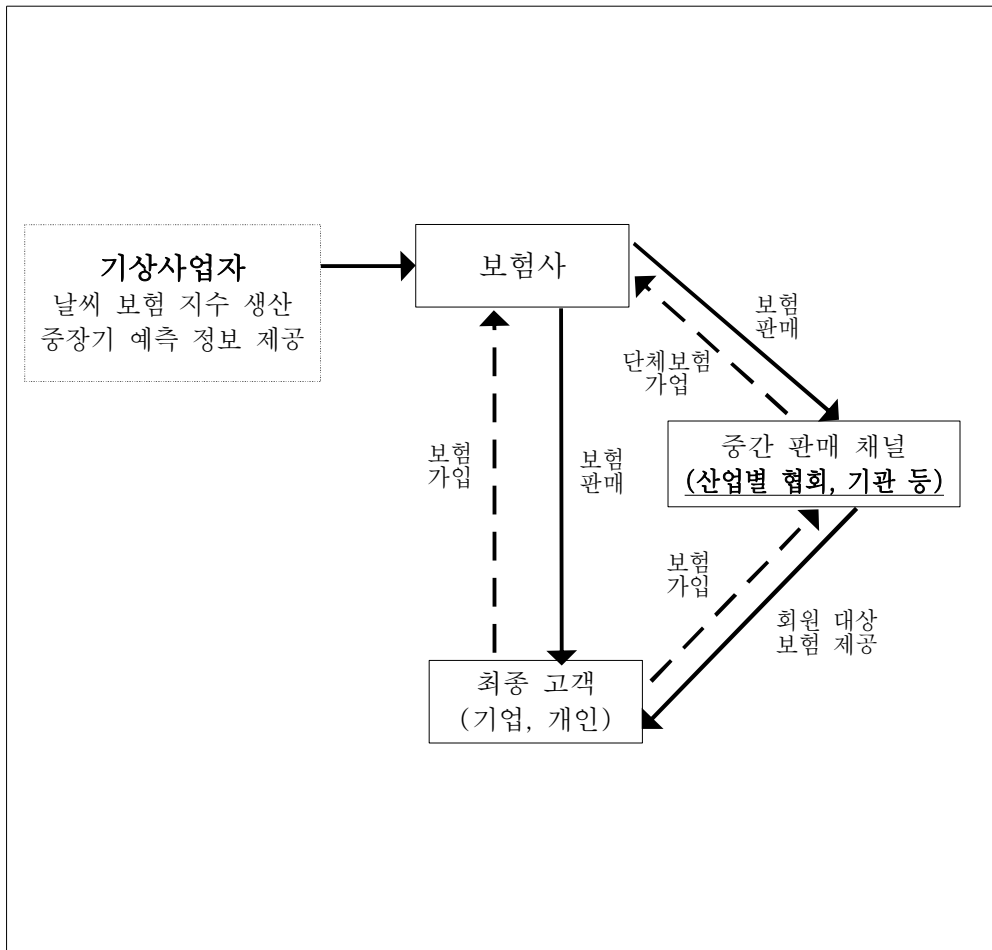 기상사업자
날씨 보험 지수 생산
중장기 예측 정보 제공
보험사
보험
판매
단체보험
가업
중간 판매 채널
(산업별 협회, 기관 등)
보험
가입
보험
판매
보험
가입
회원 대상
보험 제공
최종 고객
(기업, 개인)